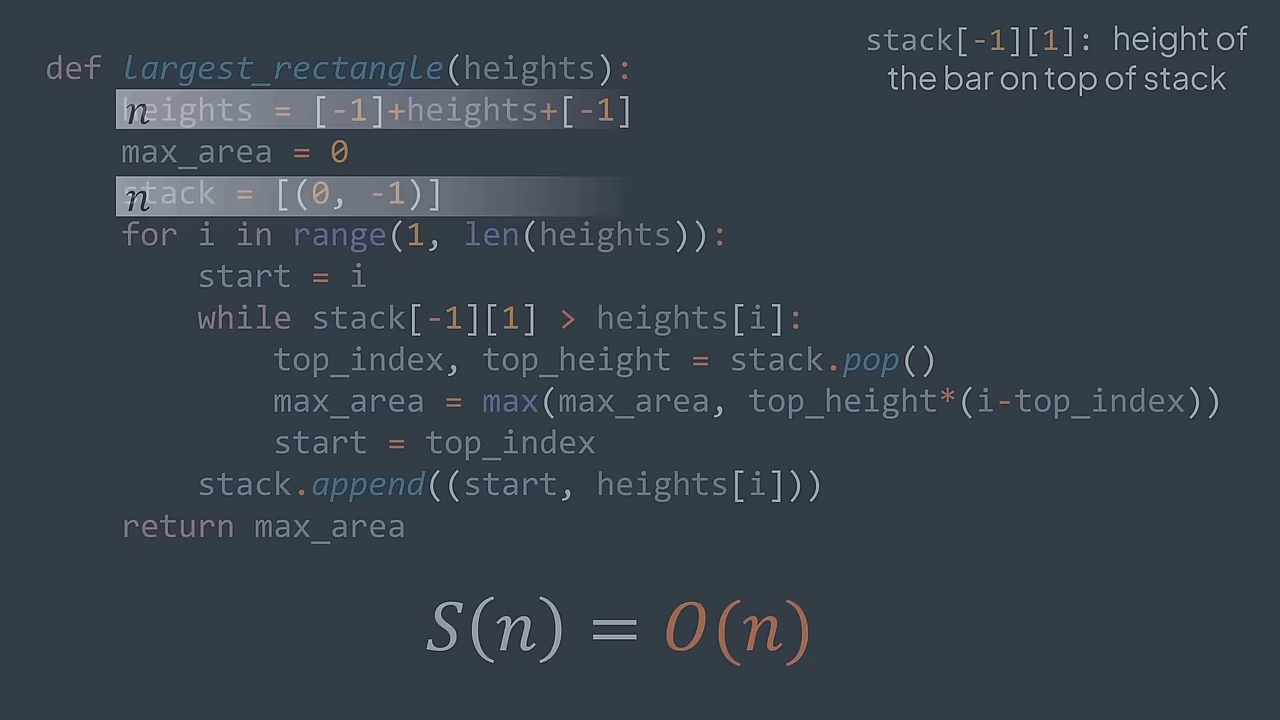 stack[-1][1]: height of
the bar on top of stack
def largest_rectangle(heights):
    heights = [-1]+heights+[-1]
n
    max_area = 0
    stack = [(0, -1)]
n
    for i in range(1, len(heights)):
        start = i
        while stack[-1][1] > heights[i]:
            top_index, top_height = stack.pop()
            max_area = max(max_area, top_height*(i-top_index))
            start = top_index
        stack.append((start, heights[i]))
    return max_area
S(n) = O(n)